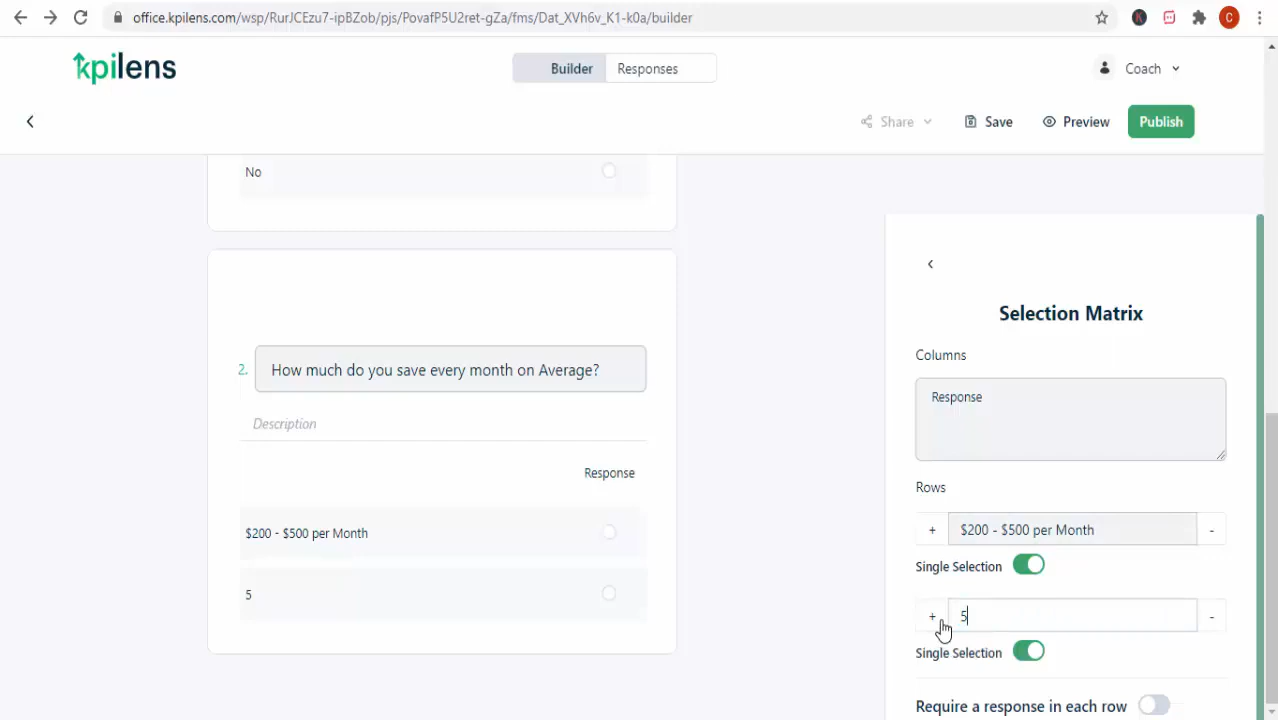 office.kpilens.com/wsp/RurJCEzu7-ipBZob/pjs/PovafP5U2ret-gZa/fms/Dat_XVh6v_K1-k0a/builder
K
C
kpilens
Builder
Responses
Coach
Share
Save
Preview
Publish
No
2.
How much do you save every month on Average?
Description
Response
$200 - $500 per Month
5
Selection Matrix
Columns
Response
Rows
+ $200 - $500 per Month -
Single Selection
+ 5 -
Single Selection
Require a response in each row